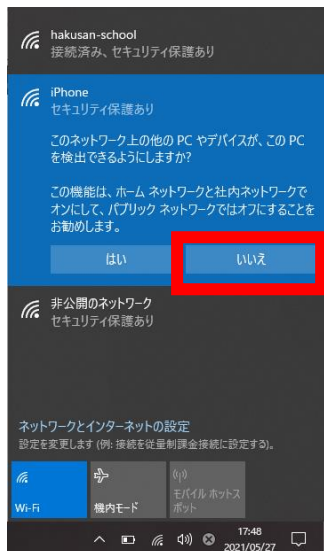 hakusan-school
接続済み、セキュリティ保護あり
iPhone
セキュリティ保護あり
このネットワーク上の他の PC やデバイスが、この PC
を検出できるようにしますか?
この機能は、ホーム ネットワークと社内ネットワークで
オンにして、パブリック ネットワークではオフにすることを
お勧めします。
はい
いいえ
非公開のネットワーク
セキュリティ保護あり
ネットワークとインターネットの設定
設定を変更します (例: 接続を従量制課金接続に設定する)。
Wi-Fi
機内モード
モバイル ホットス
ポット
17:48
2021/05/27